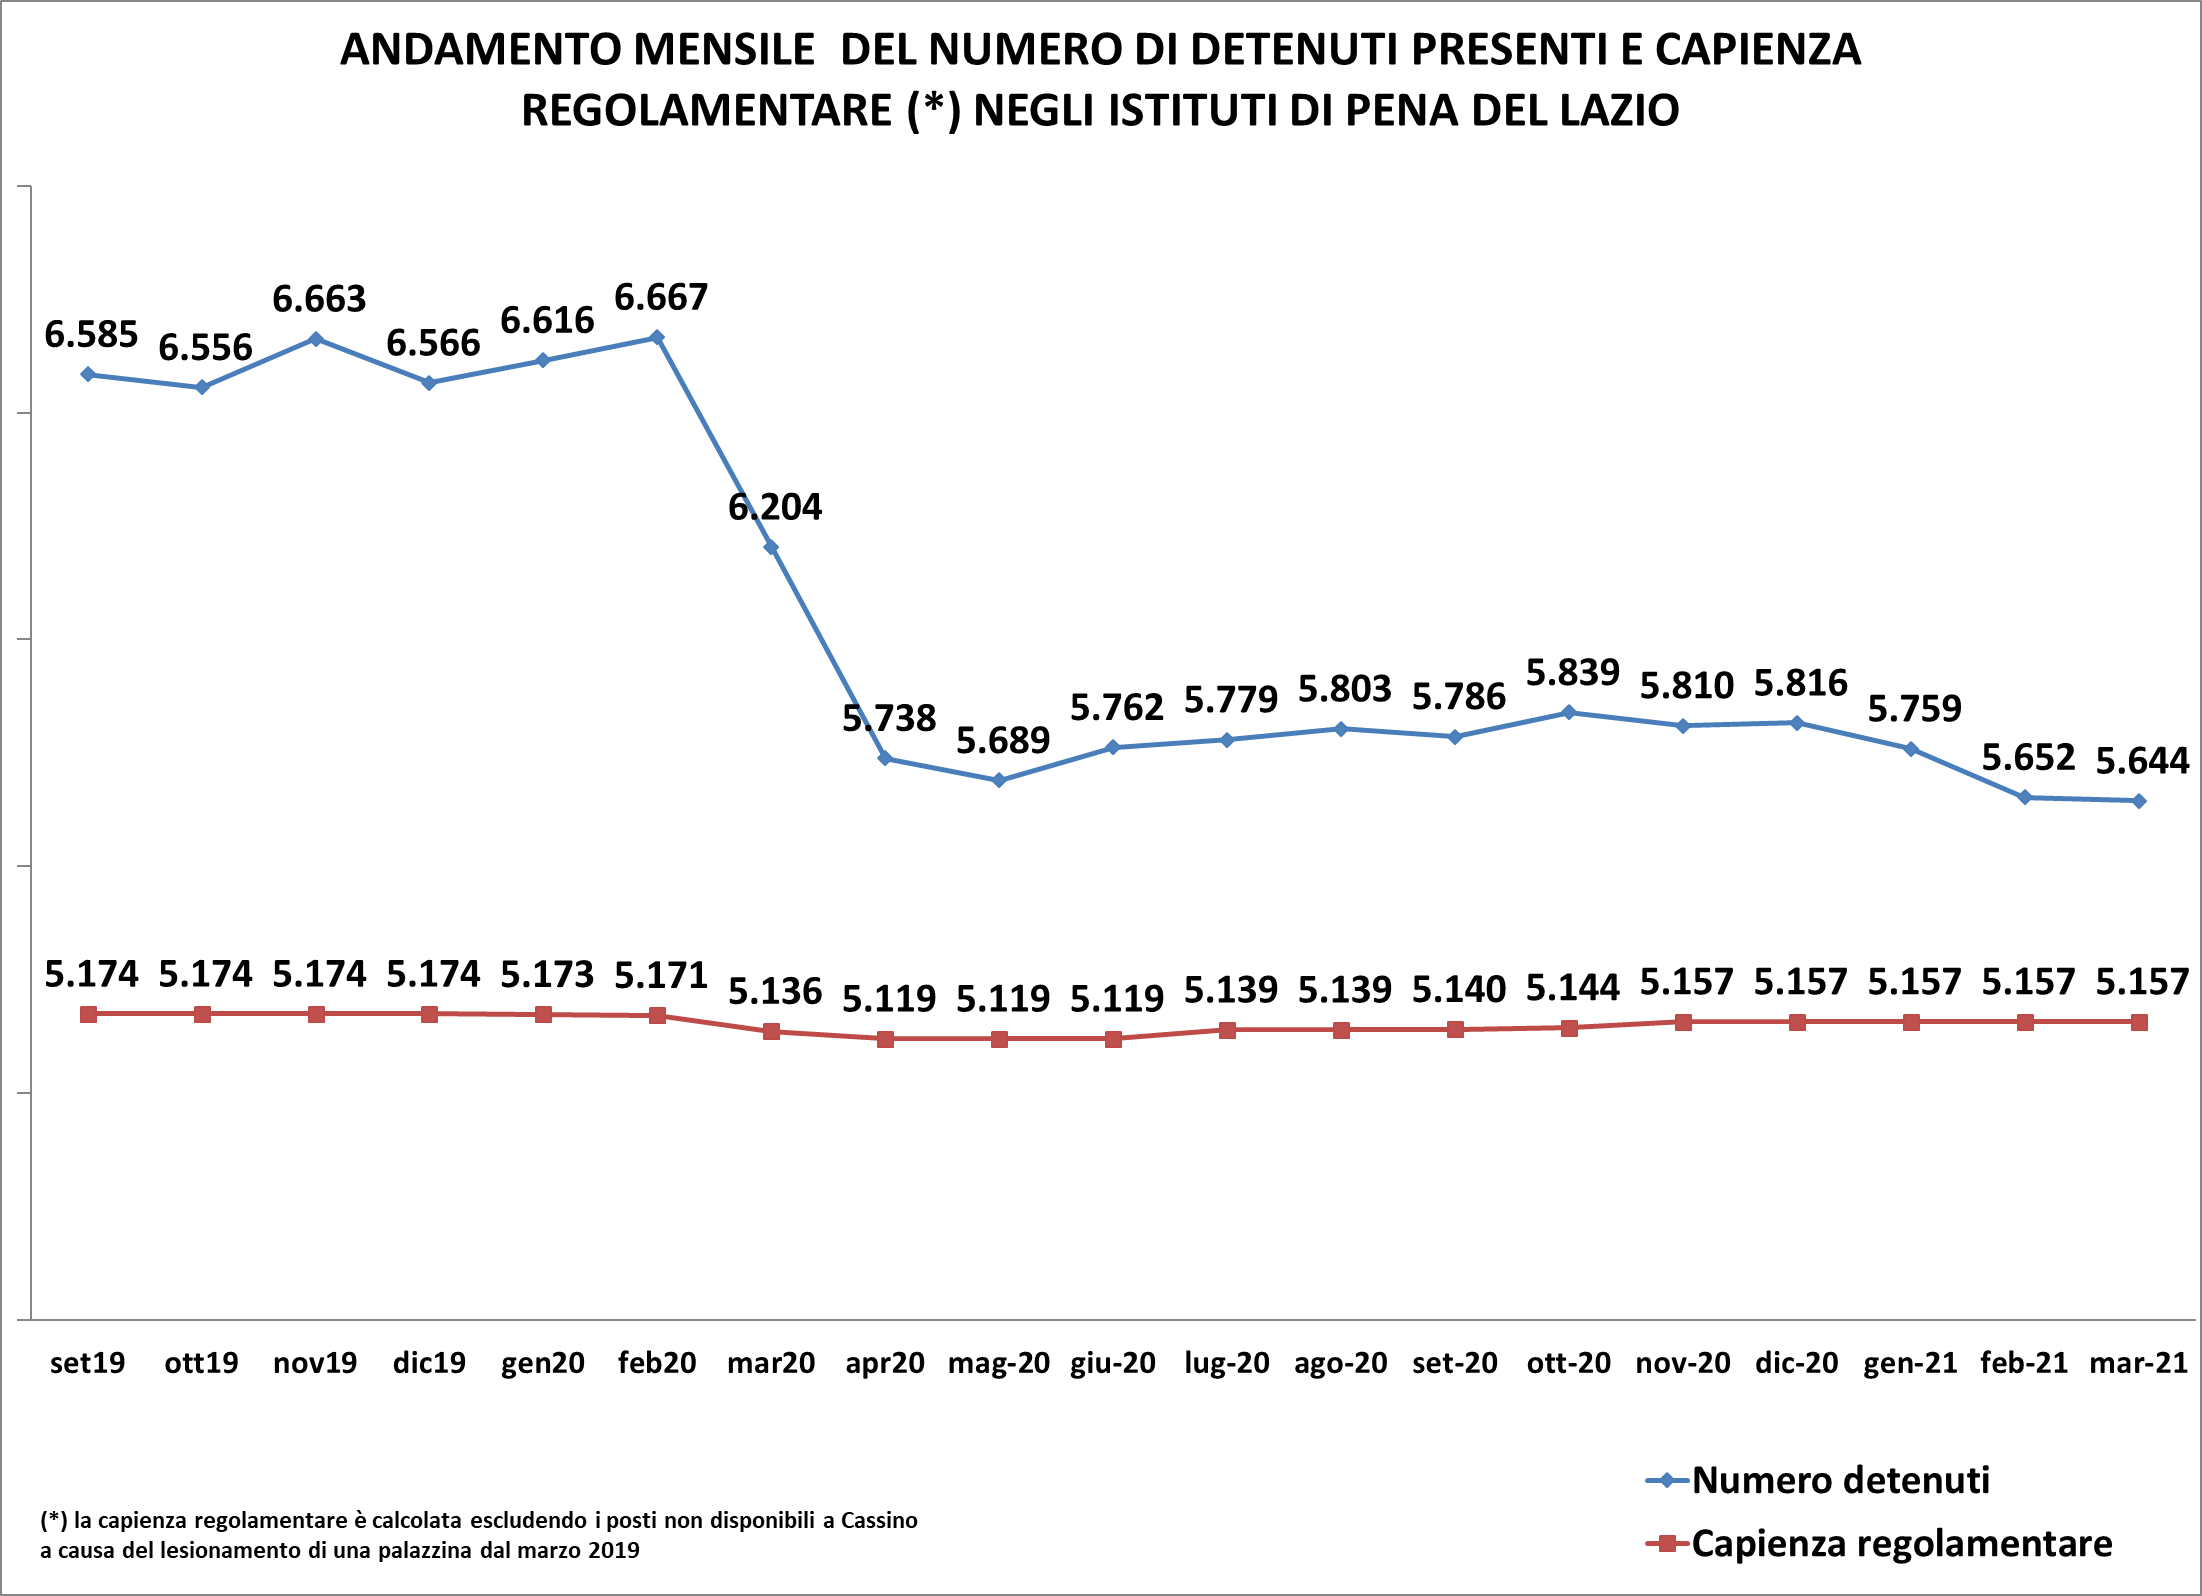 ANDAMENTO MENSILE  DEL NUMERO DI DETENUTI PRESENTI E CAPIENZA
REGOLAMENTARE (*) NEGLI ISTITUTI DI PENA DEL LAZIO
6.585 6.556 6.663 6.566 6.616 6.667 6.204 5.738 5.689 5.762 5.779 5.803 5.786 5.839 5.810 5.816 5.759 5.652 5.644
5.174 5.174 5.174 5.174 5.173 5.171 5.136 5.119 5.119 5.119 5.139 5.139 5.140 5.144 5.157 5.157 5.157 5.157 5.157
set19 ott19 nov19 dic19 gen20 feb20 mar20 apr20 mag-20 giu-20 lug-20 ago-20 set-20 ott-20 nov-20 dic-20 gen-21 feb-21 mar-21
Numero detenuti
Capienza regolamentare
(*) la capienza regolamentare è calcolata escludendo i posti non disponibili a Cassino
a causa del lesionamento di una palazzina dal marzo 2019